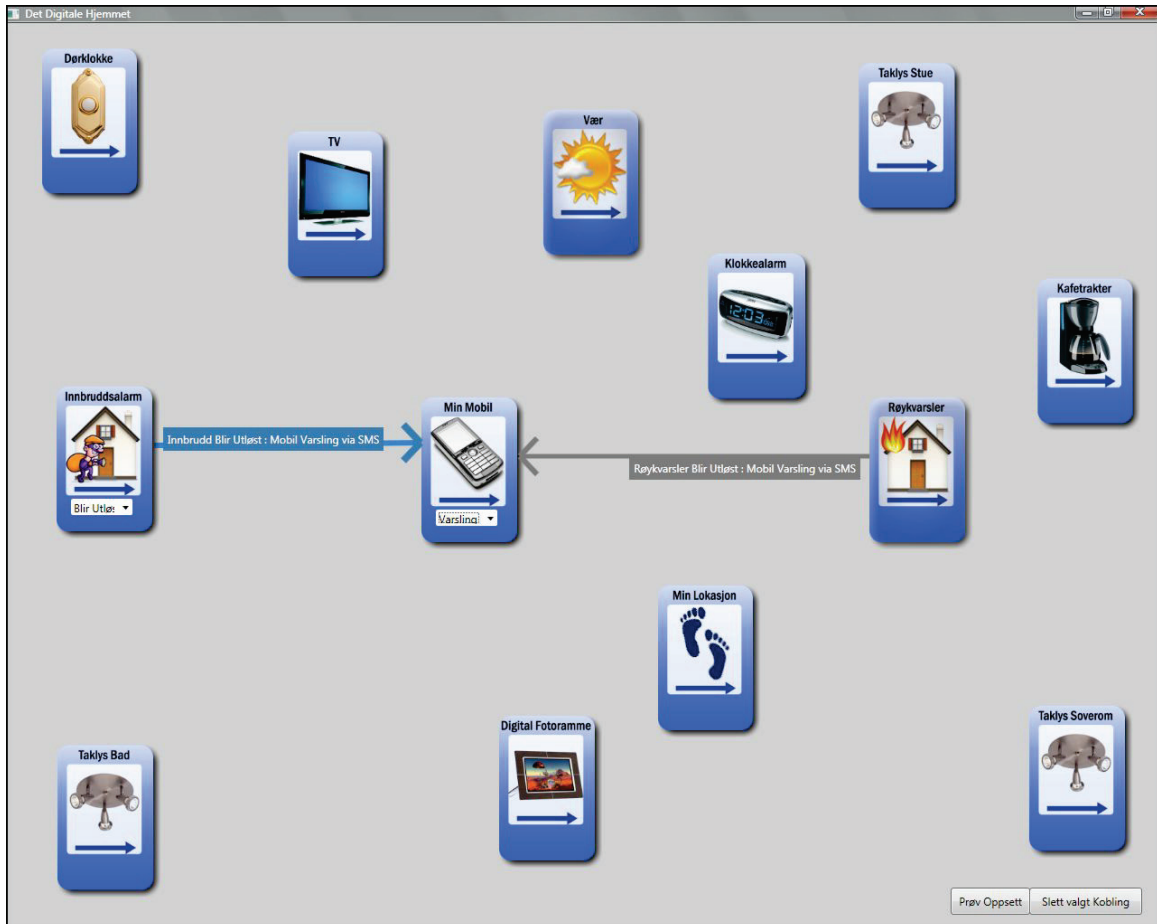 Det Digitale Hjemmet
Dørklokke
Taklys Stue
Vær
TV
Klokkealarm
Kafetrakter
Innbruddsalarm
Min Mobil
Røykvarsler
Innbrudd Blir Utløst : Mobil Varsling via SMS
Røykvarsler Blir Utløst : Mobil Varsling via SMS
12:03
Blir Utløs
Varsling
Min Lokasjon
Taklys Soverom
Digital Fotoramme
Taklys Bad
Prøv Oppsett
Slett valgt Kobling